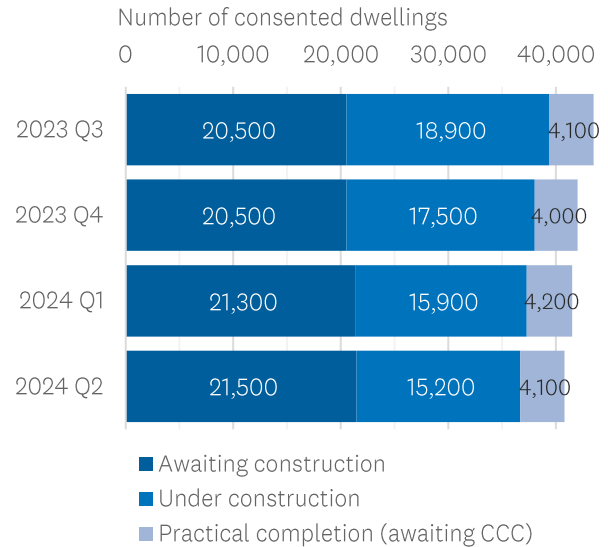 Number of consented dwellings
0 10,000 20,000 30,000 40,000
2023 Q3 20,500 18,900 4,100
2023 Q4 20,500 17,500 4,000
2024 Q1 21,300 15,900 4,200
2024 Q2 21,500 15,200 4,100
Awaiting construction
Under construction
Practical completion (awaiting CCC)